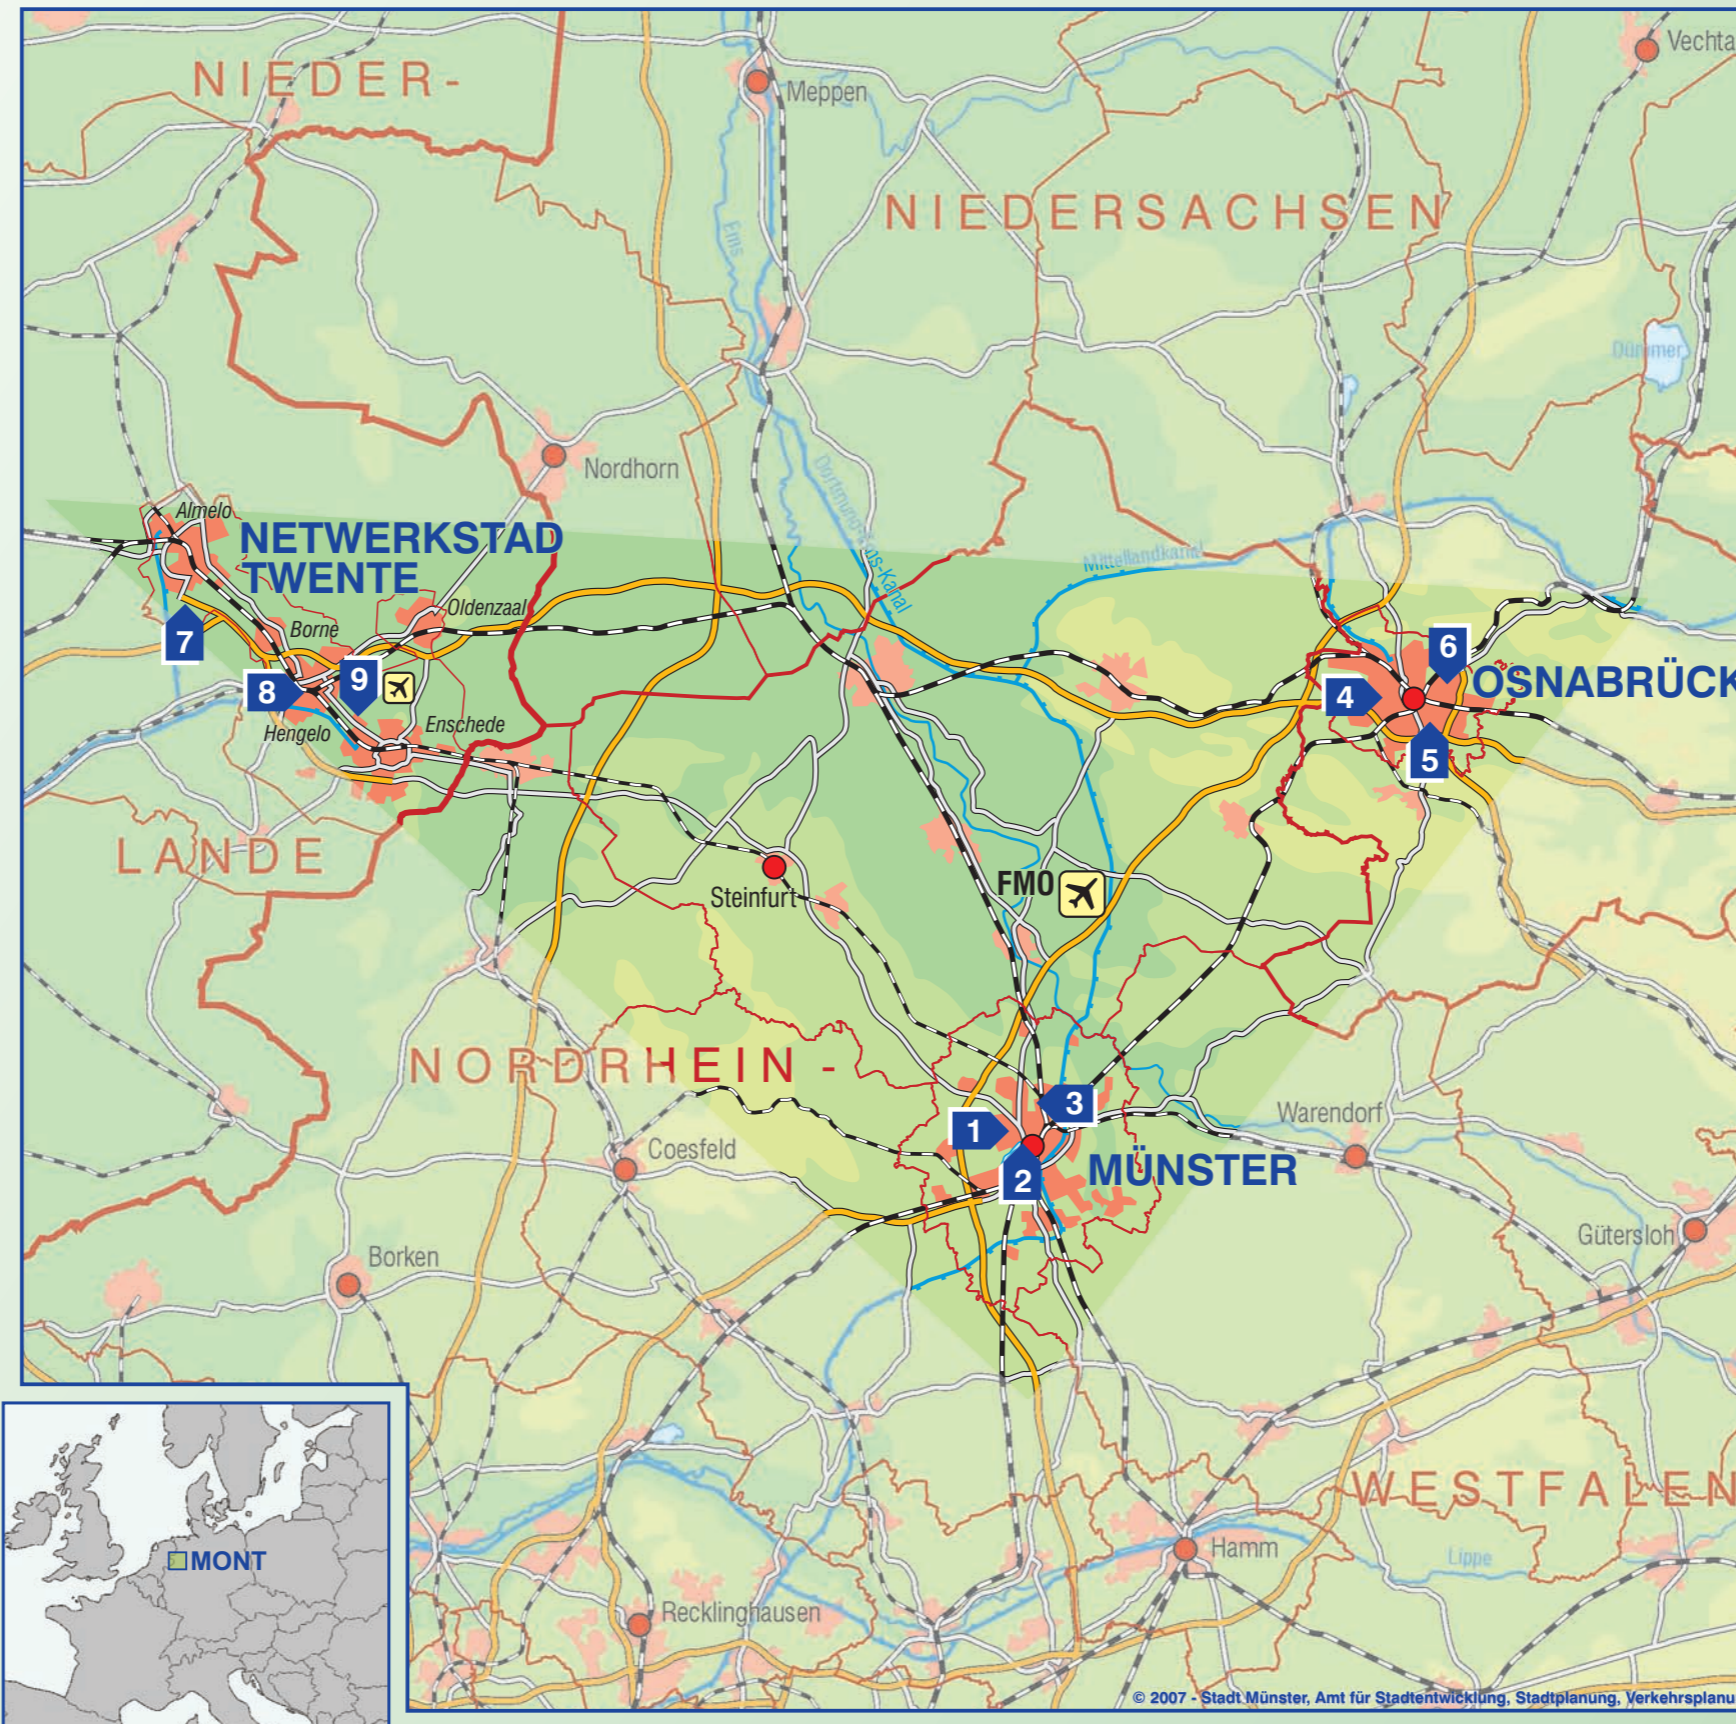 Vechta
NIEDER-
Meppen
NIEDERSACHSEN
Ems
Dümmer
Nordhorn
Dortmund-Ems-Kanal
Almelo
NETWERKSTAD
TWENTE
Mittellandkanal
Oldenzaal
7
Borne
6
8
9
4
OSNABRÜCK
Hengelo
Enschede
5
LANDE
Steinfurt
FMO
NORDRHEIN -
3
1
Warendorf
Coesfeld
2
MÜNSTER
Gütersloh
Borken
WESTFALEN
MONT
Hamm
Lippe
Recklinghausen
© 2007 - Stadt Münster, Amt für Stadtentwicklung, Stadtplanung, Verkehrsplanu